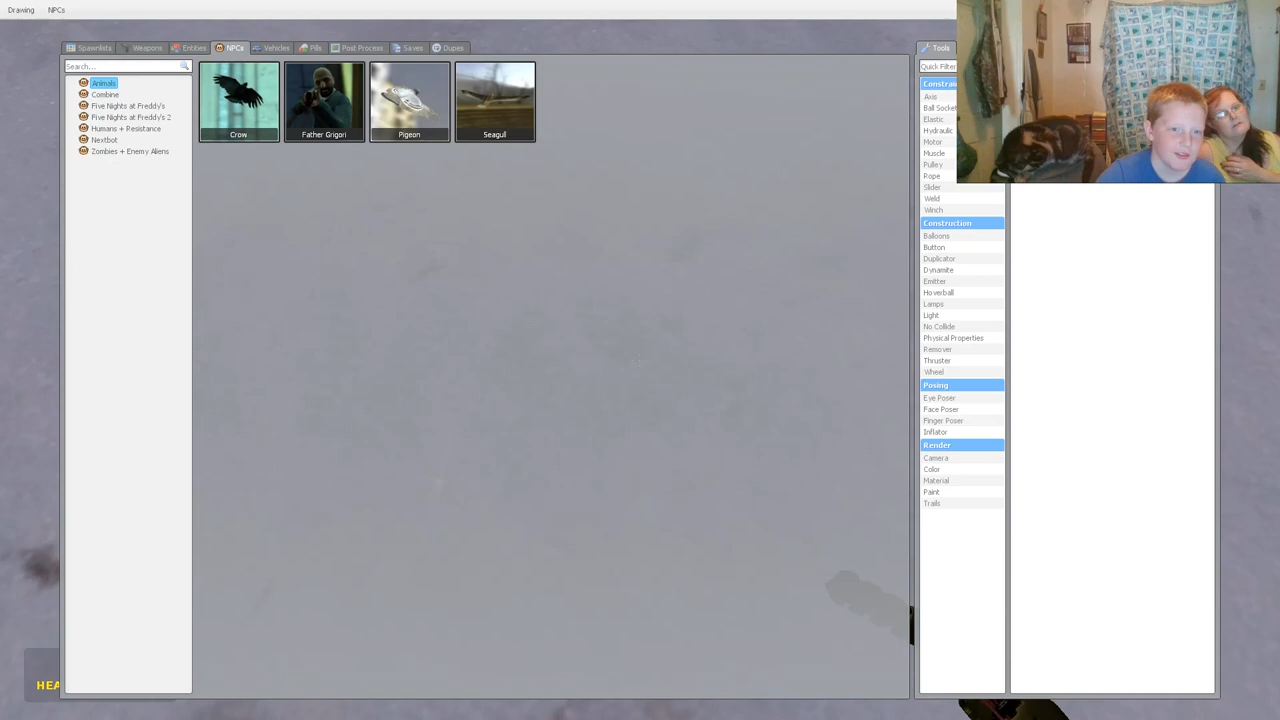 Drawing NPCs
Spawnlists Weapons Entities NPCs Vehicles Pills Post Process Saves Dupes
Search...
Animals
Combine
Five Nights at Freddy's
Five Nights at Freddy's 2
Humans + Resistance
Nextbot
Zombies + Enemy Aliens
Crow Father Grigori Pigeon Seagull
Tools
Quick Filter
Constrai
Axis
Ball Socket
Elastic
Hydraulic
Motor
Muscle
Pulley
Rope
Slider
Weld
Winch
Construction
Balloons
Button
Duplicator
Dynamite
Emitter
Hoverball
Lamps
Light
No Collide
Physical Properties
Remover
Thruster
Wheel
Posing
Eye Poser
Face Poser
Finger Poser
Inflator
Render
Camera
Color
Material
Paint
Trails
HEA